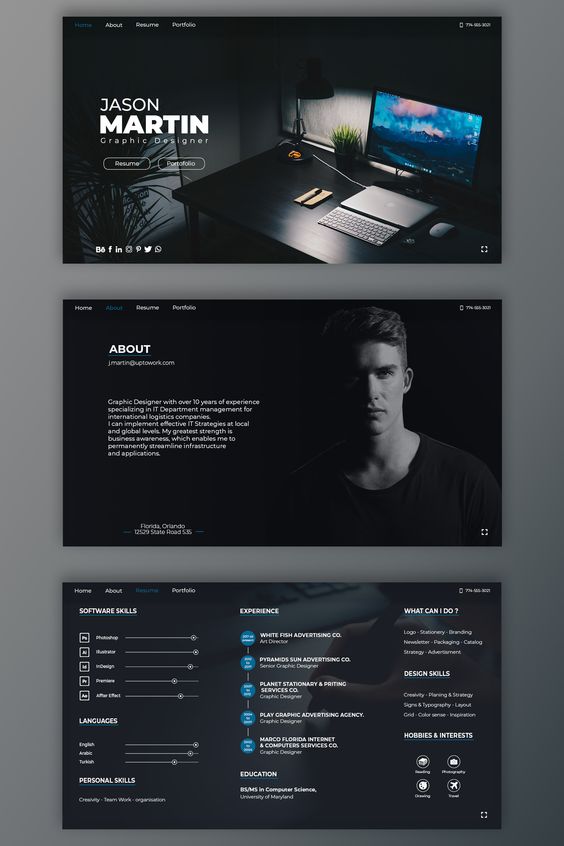 Home About Resume Portfolio 774-555-3021
JASON
MARTIN
Graphic Designer
Resume Portofolio
Home About Resume Portfolio 774-555-3021
ABOUT
j.martin@uptowork.com
Graphic Designer with over 10 years of experience
specializing in IT Department management for
international logistics companies.
I can implement effective IT Strategies at local
and global levels. My greatest strength is
business awareness, which enables me to
permanently streamline infrastructure
and applications.
Florida, Orlando
12529 State Road 535
Home About Resume Portfolio 774-555-3021
SOFTWARE SKILLS
Ps Photoshop
Ai Illustrator
Id InDesign
Pr Premiere
Ae Affter Effect
LANGUAGES
English
Arabic
Turkish
PERSONAL SKILLS
Creaivity - Team Work - organisation
EXPERIENCE
WHITE FISH ADVERTISING CO.
Art Director
PYRAMIDS SUN ADVERTISING CO.
Senior Graphic Designer
PLANET STATIONARY & PRITING
SERVICES CO.
Graphic Designer
PLAY GRAPHIC ADVERTISING AGENCY.
Graphic Designer
MARCO FLORIDA INTERNET
& COMPUTERS SERVICES CO.
Graphic Designer
EDUCATION
BS/MS in Computer Science,
University of Maryland
WHAT CAN I DO ?
Logo - Stationery - Branding
Newsletter - Packaging - Catalog
Strategy - Advertisment
DESIGN SKILLS
Creaivity - Planing & Strategy
Signs & Typography - Layout
Grid - Color sense - Inspiration
HOBBIES & INTERESTS
Reading Photography
Drawing Travel